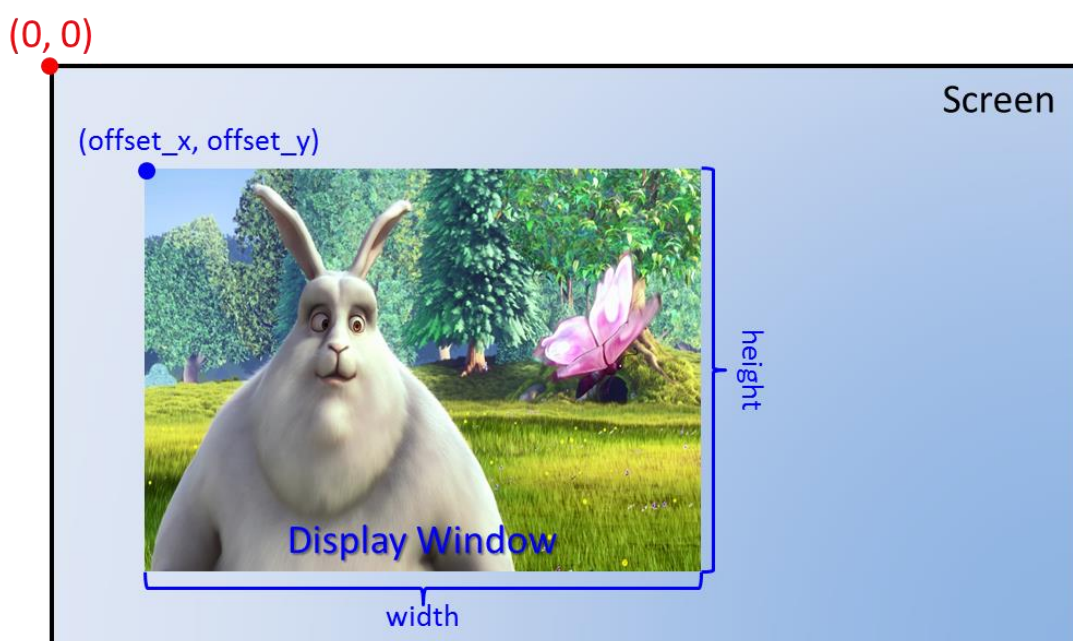 (0, 0)
Screen
(offset_x, offset_y)
height
Display Window
width